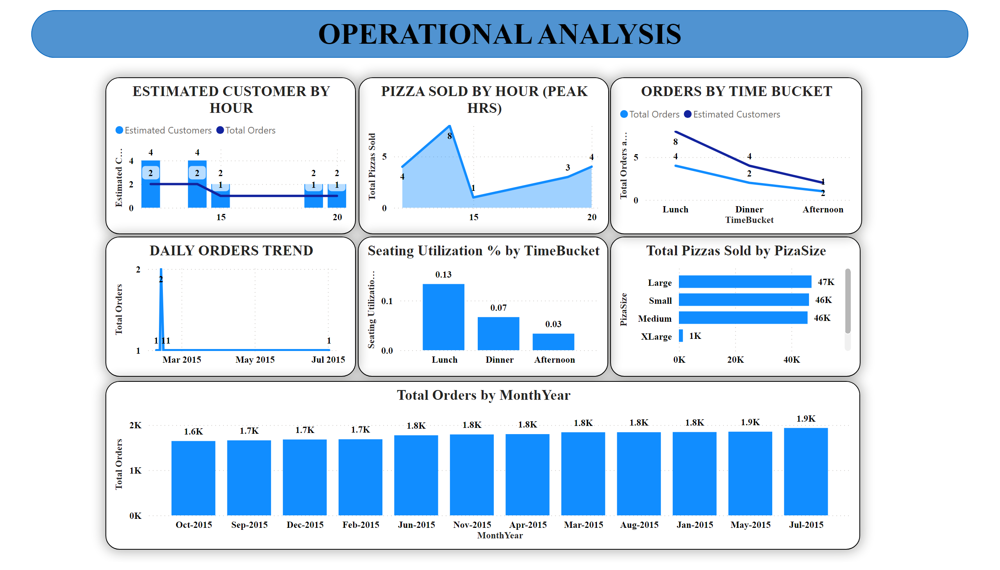 OPERATIONAL ANALYSIS
ESTIMATED CUSTOMER BY
HOUR
Estimated Customers Total Orders
Estimated C...
4
2
0
4 4 2 2 2
2 2 1 1 1
15 20
PIZZA SOLD BY HOUR (PEAK
HRS)
Total Pizzas Sold
5
0
4 8 1 3 4
15 20
ORDERS BY TIME BUCKET
Total Orders Estimated Customers
Total Orders a...
5
0
8 4 1
4 2 2
Lunch Dinner Afternoon
TimeBucket
DAILY ORDERS TREND
Total Orders
2
1
2
1 1 1 1
Mar 2015 May 2015 Jul 2015
Seating Utilization % by TimeBucket
Seating Utilizatio...
0.1
0.0
0.13 0.07 0.03
Lunch Dinner Afternoon
Total Pizzas Sold by PizaSize
PizaSize
Large 47K
Small 46K
Medium 46K
XLarge 1K
0K 20K 40K
Total Orders by MonthYear
Total Orders
2K
1K
0K
1.6K 1.7K 1.7K 1.7K 1.8K 1.8K 1.8K 1.8K 1.8K 1.8K 1.9K 1.9K
Oct-2015 Sep-2015 Dec-2015 Feb-2015 Jun-2015 Nov-2015 Apr-2015 Mar-2015 Aug-2015 Jan-2015 May-2015 Jul-2015
MonthYear